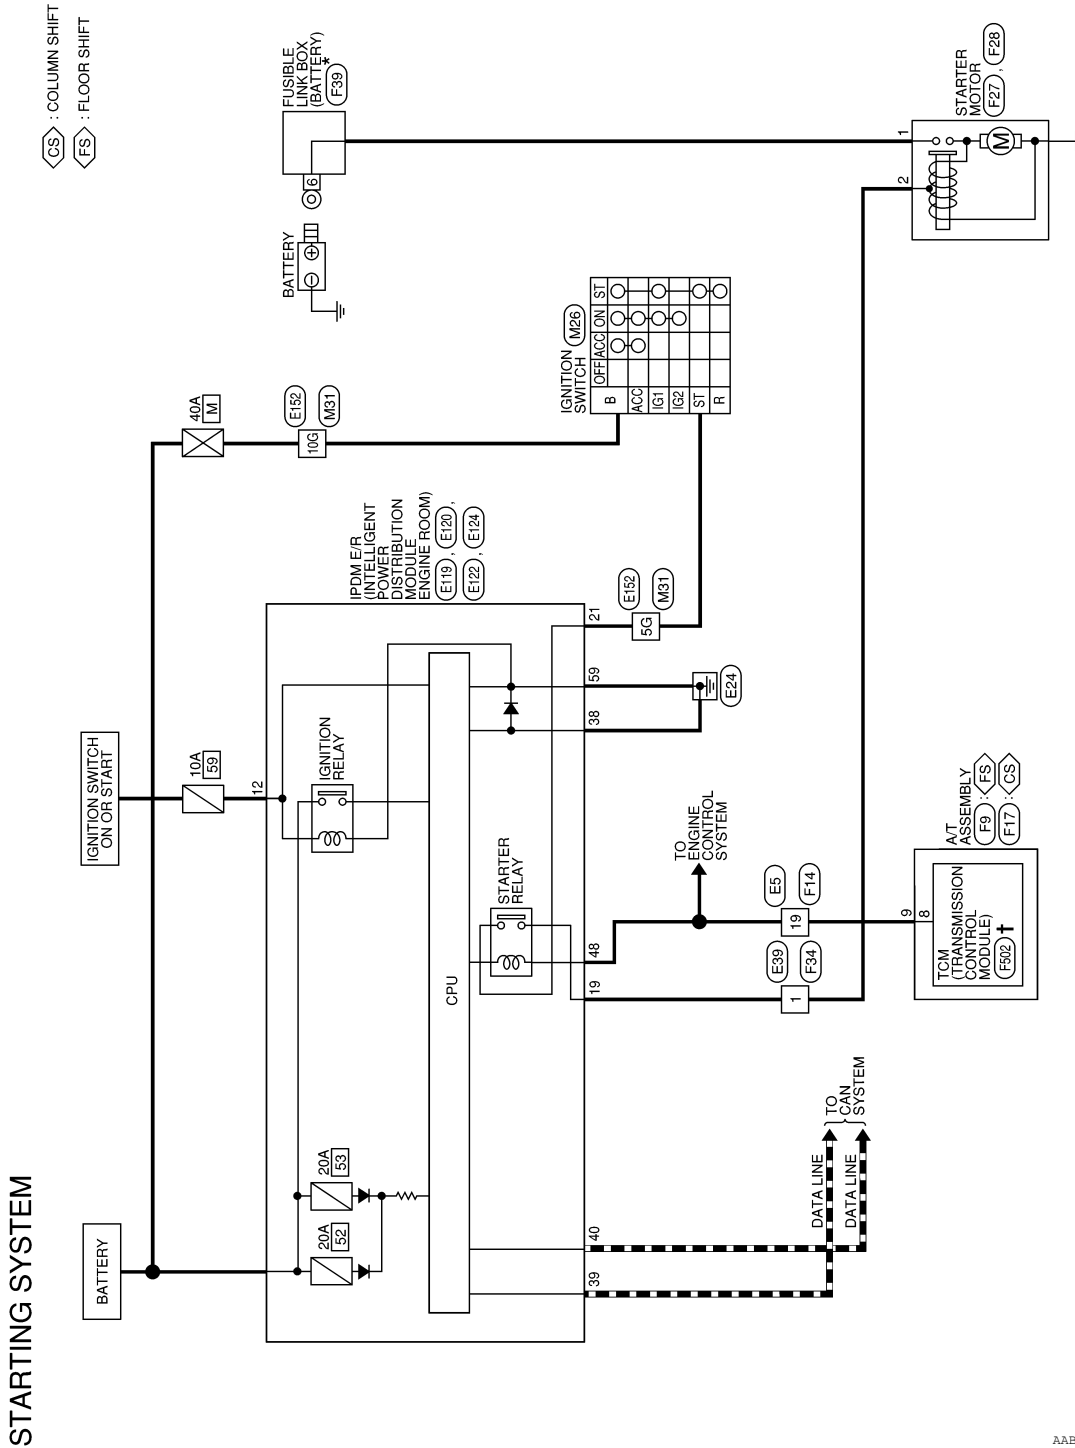 STARTING SYSTEM
CS : COLUMN SHIFT
FS : FLOOR SHIFT
BATTERY
IGNITION SWITCH
ON OR START
10A
59
40A
M
E152
M31
10G
BATTERY
FUSIBLE
LINK BOX
(BATTERY)
*
F39
6
20A
52
20A
53
12
IGNITION
RELAY
IPDM E/R
(INTELLIGENT
POWER
DISTRIBUTION
MODULE
ENGINE ROOM)
E119 , E120 ,
E122 , E124
CPU
STARTER
RELAY
IGNITION
SWITCH
M26
OFF ACC ON ST
B
ACC
IG1
IG2
ST
R
39
40
19
48
38
59
21
E152
M31
5G
E24
TO
ENGINE
CONTROL
SYSTEM
E39
F34
1
E5
F14
19
DATA LINE
DATA LINE
TO
CAN
SYSTEM
2
1
STARTER
MOTOR
F27 , F28
M
A/T
ASSEMBLY
F9 : FS
F17 : CS
9
8
TCM
(TRANSMISSION
CONTROL
MODULE)
F502
†
AAB